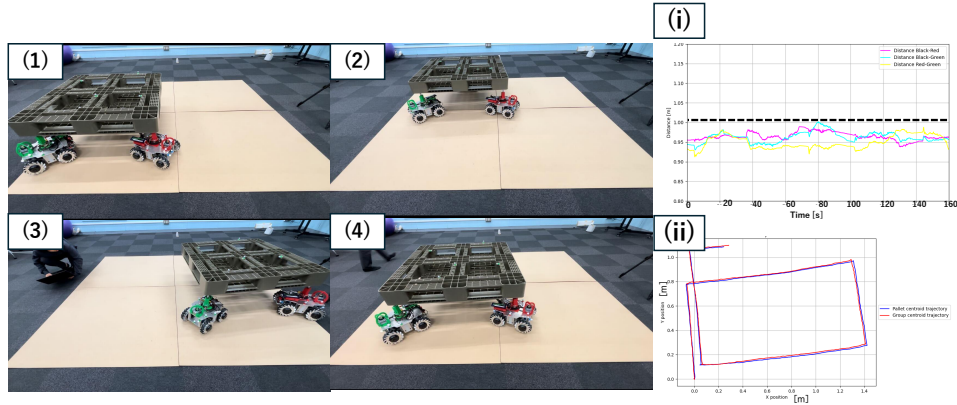 (1)
(2)
(i)
1.20
1.15
1.10
1.05
1.00
0.95
0.90
0.85
0.80
Distance [m]
Distance Black-Red
Distance Black-Green
Distance Red-Green
0 20 40 60 80 100 120 140 160
Time [s]
(3)
(4)
(ii)
1.0
0.8
0.6
0.4
0.2
0.0
Y position [m]
Pallet centroid trajectory
Group centroid trajectory
0.0 0.2 0.4 0.6 0.8 1.0 1.2 1.4
X position [m]